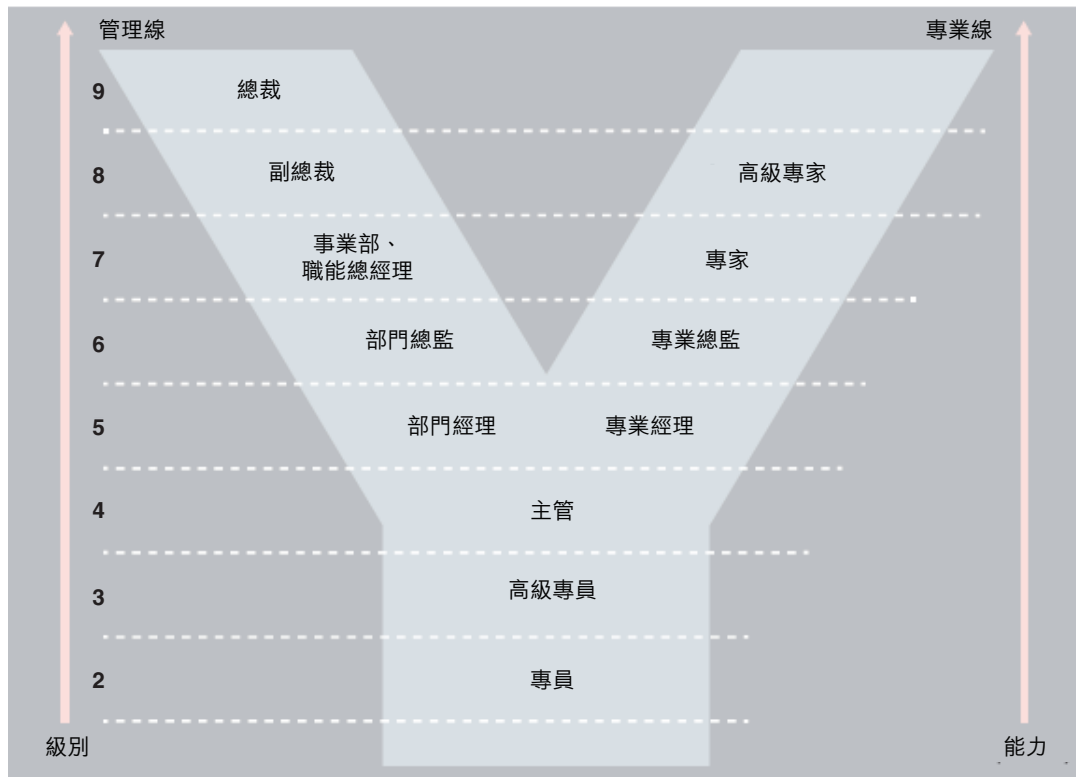 管理線
專業線
9
總裁
8
副總裁
高級專家
7
事業部、
職能總經理
專家
6
部門總監
專業總監
5
部門經理
專業經理
4
主管
3
高級專員
2
專員
級別
能力